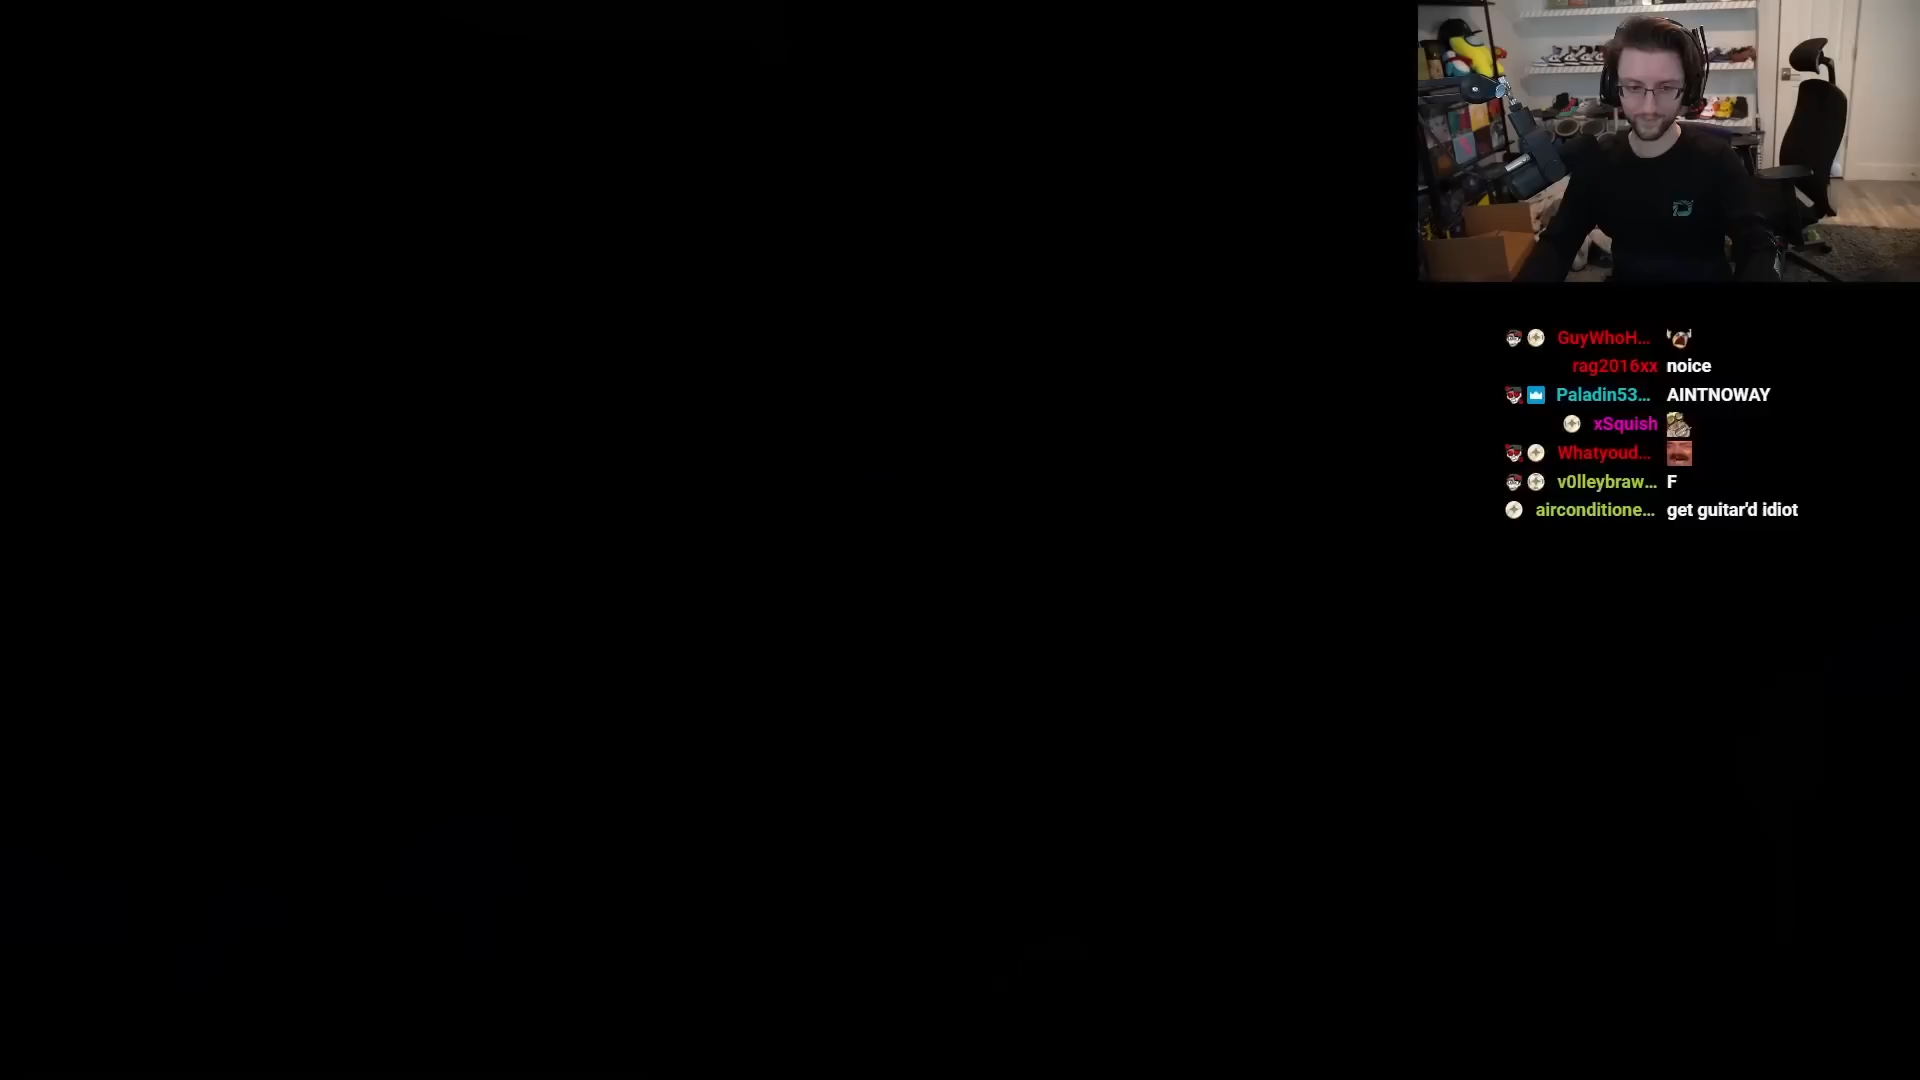 GuyWhoH...
rag2016xx noice
Paladin53... AINTNOWAY
xSquish
Whatyoud...
v0lleybraw... F
airconditione... get guitar'd idiot